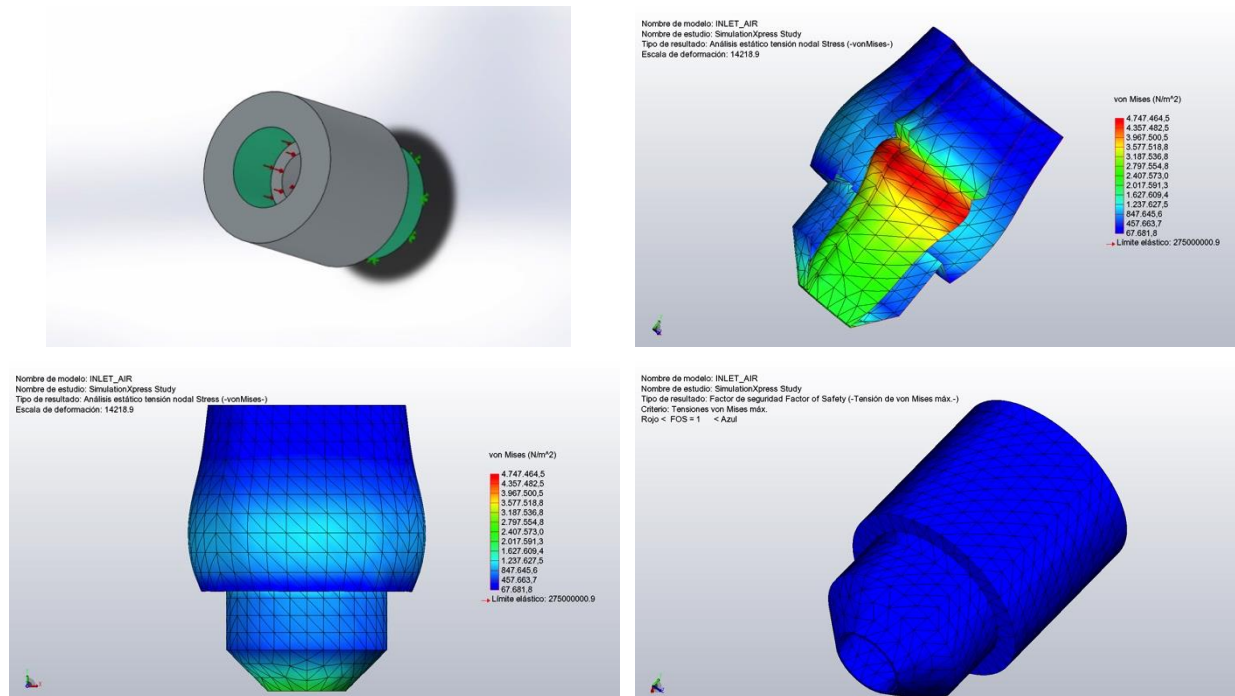 Nombre de modelo: INLET_AIR
Nombre de estudio: SimulationXpress Study
Tipo de resultado: Análisis estático tensión nodal Stress (-vonMises-)
Escala de deformación: 14218.9
von Mises (N/m^2)
4.747.464,5
4.357.482,5
3.967.500,5
3.577.518,8
3.187.536,8
2.797.554,8
2.407.573,0
2.017.591,3
1.627.609,4
1.237.627,5
847.645,6
457.663,7
67.681,8
Límite elástico: 275000000.9
Nombre de modelo: INLET_AIR
Nombre de estudio: SimulationXpress Study
Tipo de resultado: Análisis estático tensión nodal Stress (-vonMises-)
Escala de deformación: 14218.9
von Mises (N/m^2)
4.747.464,5
4.357.482,5
3.967.500,5
3.577.518,8
3.187.536,8
2.797.554,8
2.407.573,0
2.017.591,3
1.627.609,4
1.237.627,5
847.645,6
457.663,7
67.681,8
Límite elástico: 275000000.9
Nombre de modelo: INLET_AIR
Nombre de estudio: SimulationXpress Study
Tipo de resultado: Factor de seguridad Factor of Safety (-Tensión de von Mises máx.-)
Criterio: Tensiones von Mises máx.
Rojo < FOS = 1 < Azul